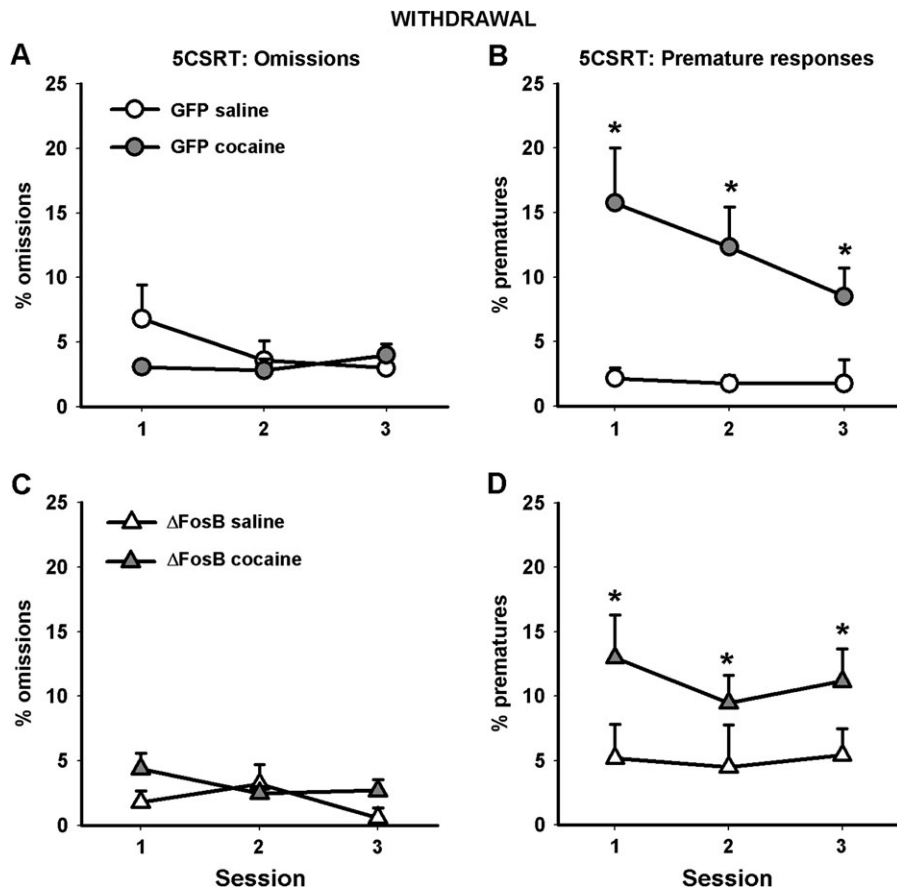 WITHDRAWAL
A
5CSRT: Omissions
GFP saline
GFP cocaine
% omissions
25
20
15
10
5
0
1 2 3
B
5CSRT: Premature responses
* * *
% prematures
25
20
15
10
5
0
1 2 3
C
ΔFosB saline
ΔFosB cocaine
% omissions
25
20
15
10
5
0
1 2 3
Session
D
* * *
% prematures
25
20
15
10
5
0
1 2 3
Session